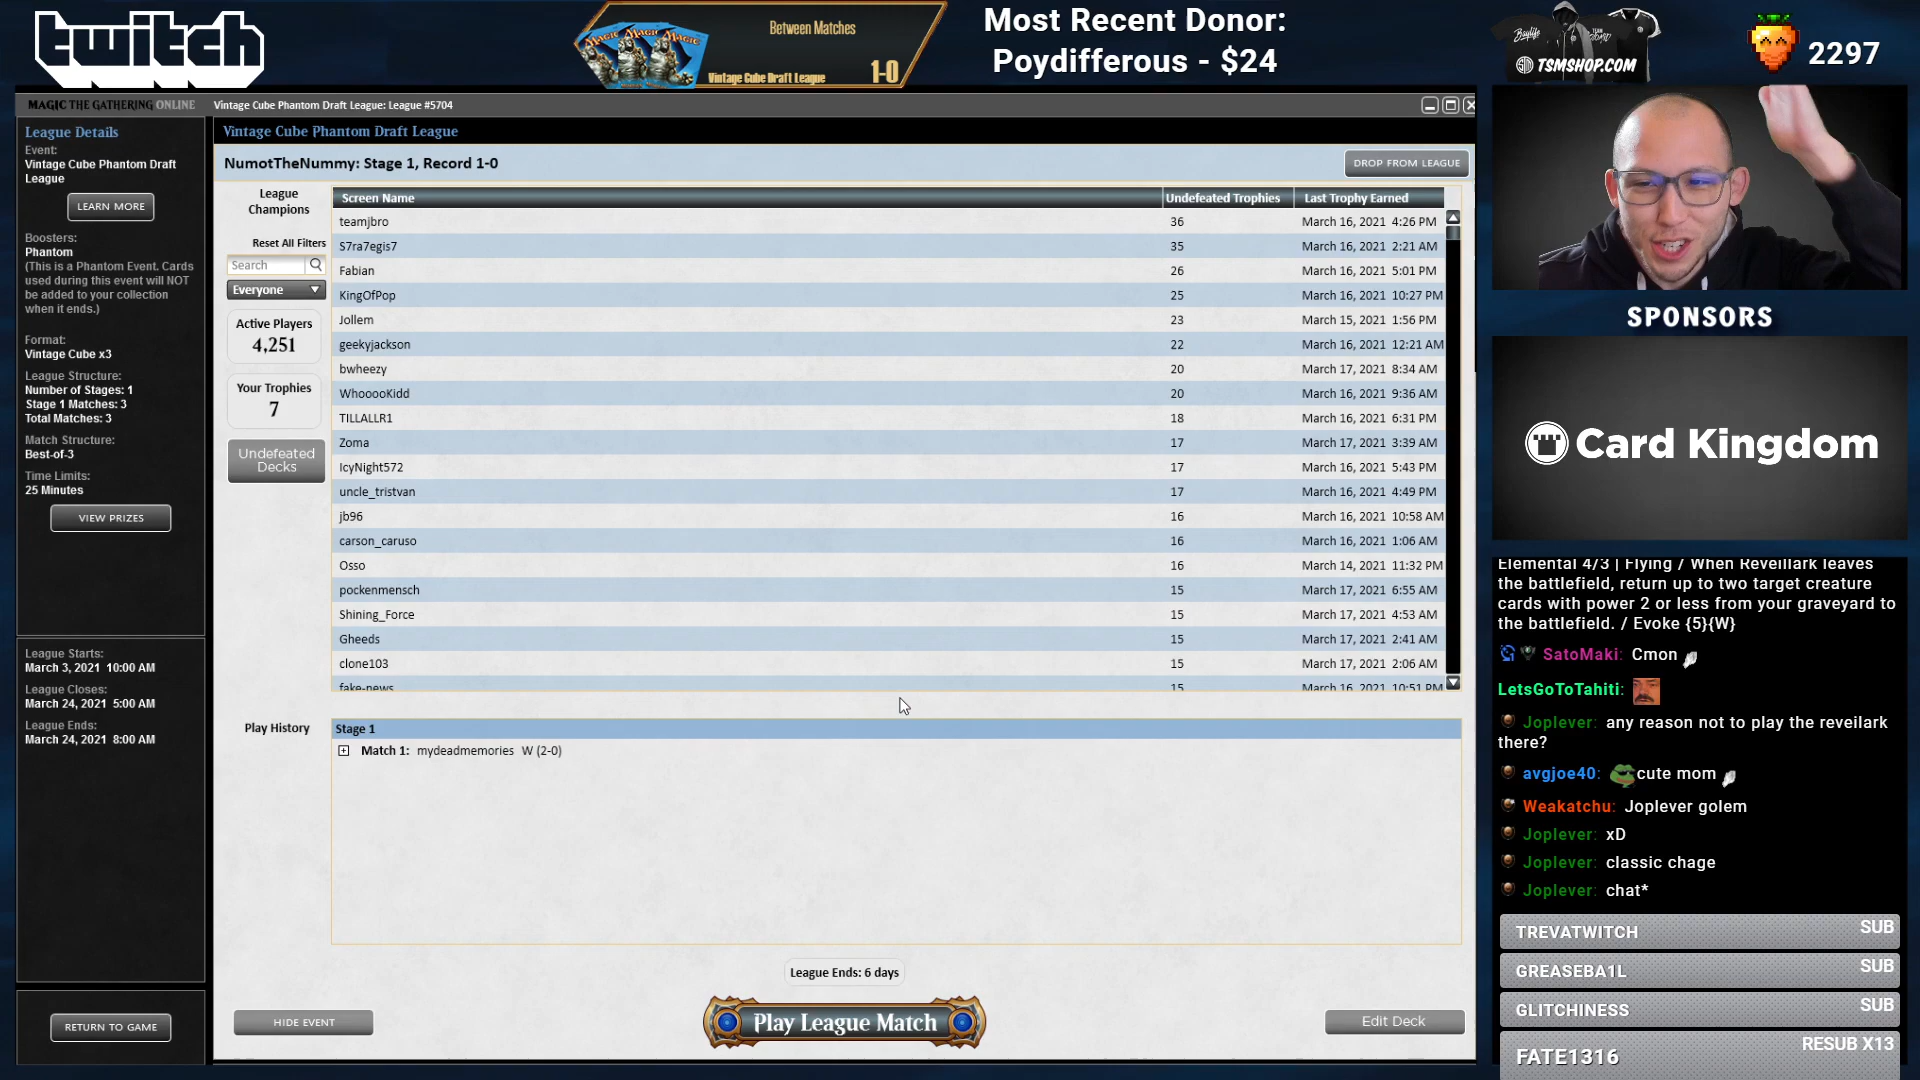 twitch
MAGIC MAGIC MAGIC
Between Matches
Vintage Cube Draft League
1-0
Most Recent Donor:
Poydifferous - $24
TSMSHOP.COM
2297
MAGIC THE GATHERING ONLINE
Vintage Cube Phantom Draft League: League #5704
League Details
Event:
Vintage Cube Phantom Draft
League
LEARN MORE
Boosters:
Phantom
(This is a Phantom Event. Cards
used during this event will NOT
be added to your collection
when it ends.)
Format:
Vintage Cube x3
League Structure:
Number of Stages: 1
Stage 1 Matches: 3
Total Matches: 3
Match Structure:
Best-of-3
Time Limits:
25 Minutes
VIEW PRIZES
League Starts:
March 3, 2021 10:00 AM
League Closes:
March 24, 2021 5:00 AM
League Ends:
March 24, 2021 8:00 AM
RETURN TO GAME
Vintage Cube Phantom Draft League
NumotTheNummy: Stage 1, Record 1-0
DROP FROM LEAGUE
League
Champions
Reset All Filters
Search
Everyone
Active Players
4,251
Your Trophies
7
Undefeated
Decks
Screen Name Undefeated Trophies Last Trophy Earned
teamjbro 36 March 16, 2021 4:26 PM
S7ra7egis7 35 March 16, 2021 2:21 AM
Fabian 26 March 16, 2021 5:01 PM
KingOfPop 25 March 16, 2021 10:27 PM
Jollem 23 March 15, 2021 1:56 PM
geekyjackson 22 March 16, 2021 12:21 AM
bwheezy 20 March 17, 2021 8:34 AM
WhooooKidd 20 March 16, 2021 9:36 AM
TILLALLR1 18 March 16, 2021 6:31 PM
Zoma 17 March 17, 2021 3:39 AM
IcyNight572 17 March 16, 2021 5:43 PM
uncle_tristvan 17 March 16, 2021 4:49 PM
jb96 16 March 16, 2021 10:58 AM
carson_caruso 16 March 16, 2021 1:06 AM
Osso 16 March 14, 2021 11:32 PM
pockenmensch 15 March 17, 2021 6:55 AM
Shining_Force 15 March 17, 2021 4:53 AM
Gheeds 15 March 17, 2021 2:41 AM
clone103 15 March 17, 2021 2:06 AM
fake-news 15 March 16, 2021 10:51 PM
Play History
Stage 1
Match 1: mydeadmemories W (2-0)
League Ends: 6 days
HIDE EVENT
Play League Match
Edit Deck
SPONSORS
Card Kingdom
Elemental 4/3 | Flying / When Reveillark leaves
the battlefield, return up to two target creature
cards with power 2 or less from your graveyard to
the battlefield. / Evoke {5}{W}
SatoMaki: Cmon
LetsGoToTahiti:
Joplever: any reason not to play the reveilark
there?
avgjoe40: cute mom
Weakatchu: Joplever golem
Joplever: xD
Joplever: classic chage
Joplever: chat*
TREVATWITCH SUB
GREASEBA1L SUB
GLITCHINESS SUB
FATE1316 RESUB X13